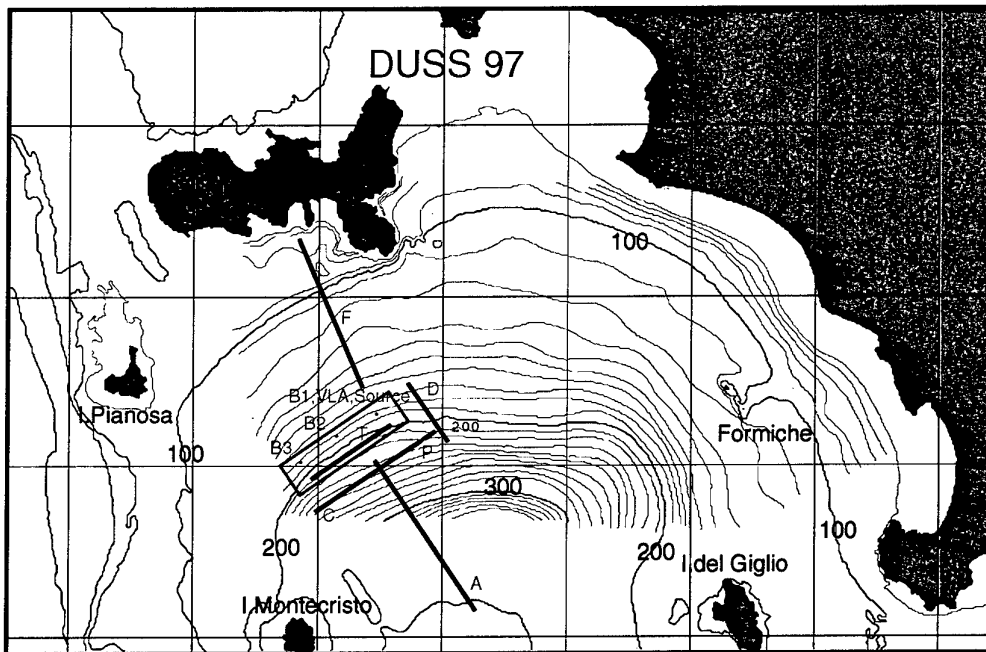 DUSS 97
100
F
I.Pianosa
B1,VLA,Source
D
B2
T
200
Formiche
B3
P
100
300
C
100
200
200
I.del Giglio
A
I.Montecristo